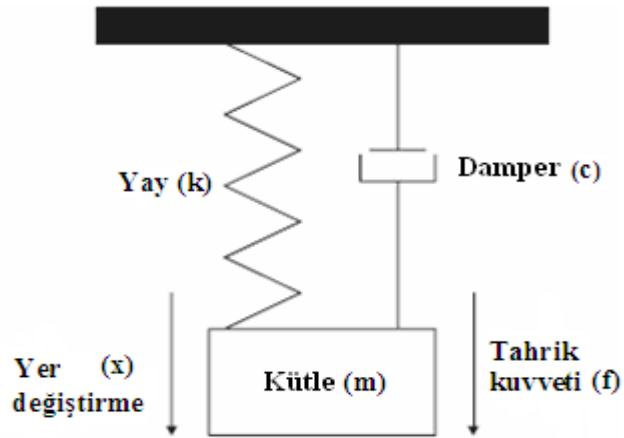 Yay (k)
Damper (c)
Yer (x)
değiştirme
Kütle (m)
Tahrik
kuvveti (f)